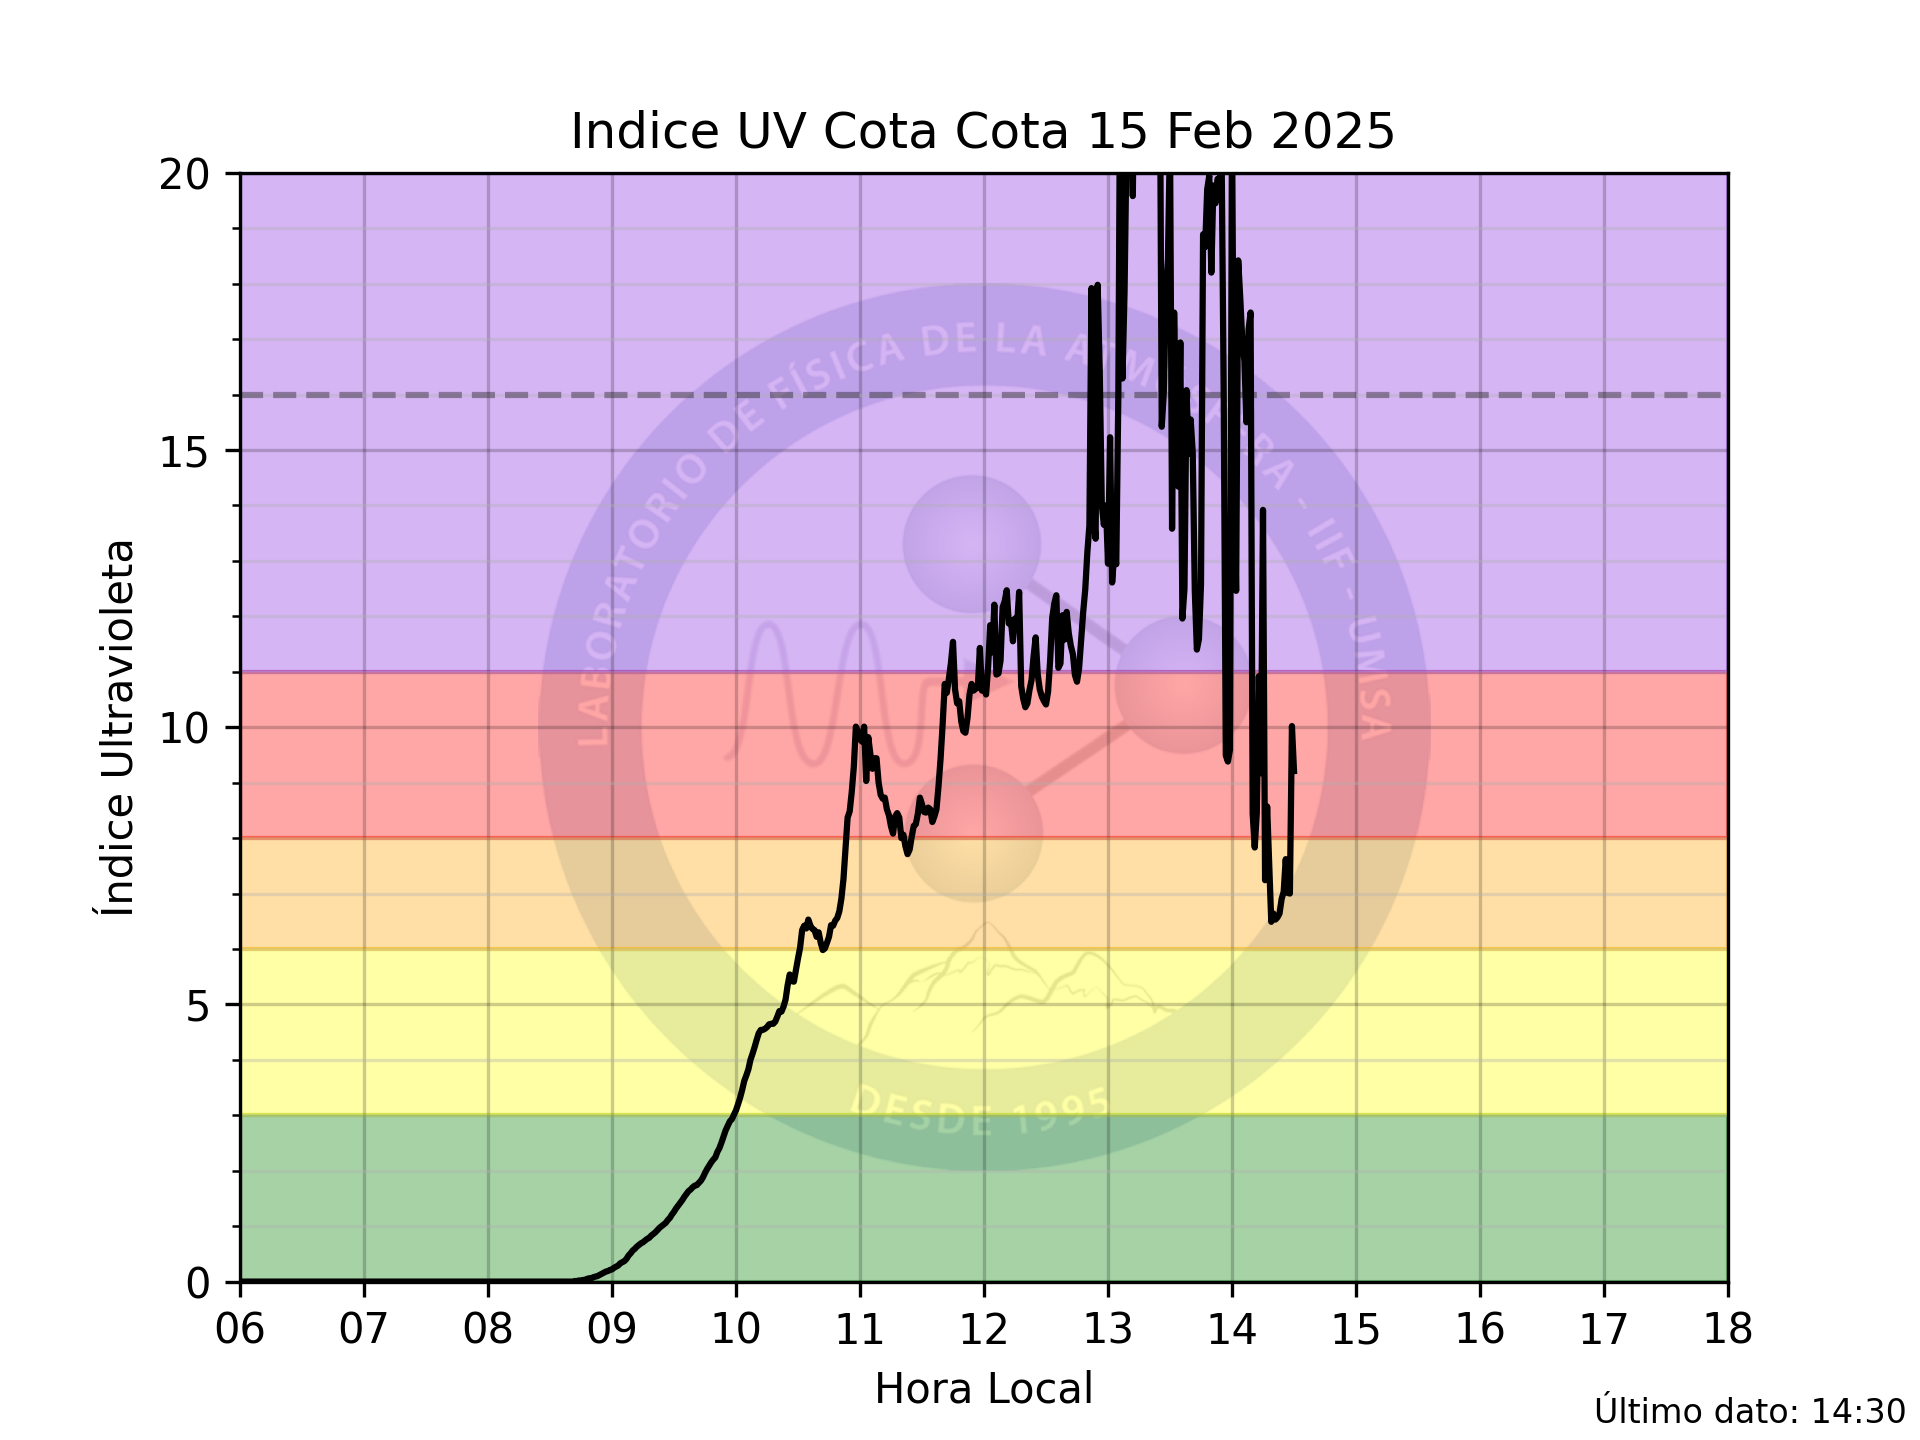 Indice UV Cota Cota 15 Feb 2025
20
15
10
5
0
Índice Ultravioleta
LABORATORIO DE FÍSICA DE LA ATMÓSFERA - IIF - UMSA
DESDE 1995
06 07 08 09 10 11 12 13 14 15 16 17 18
Hora Local
Último dato: 14:30